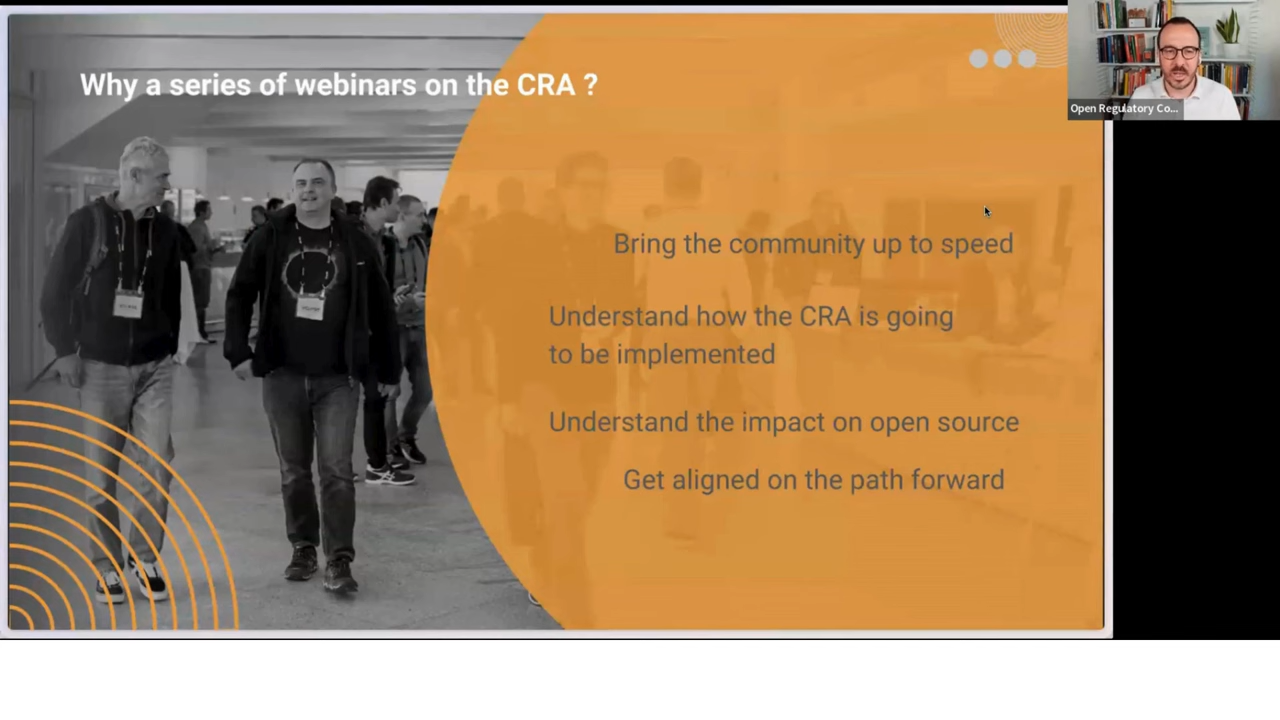 Why a series of webinars on the CRA ?
Open Regulatory Co...
Bring the community up to speed
Understand how the CRA is going
to be implemented
Understand the impact on open source
Get aligned on the path forward